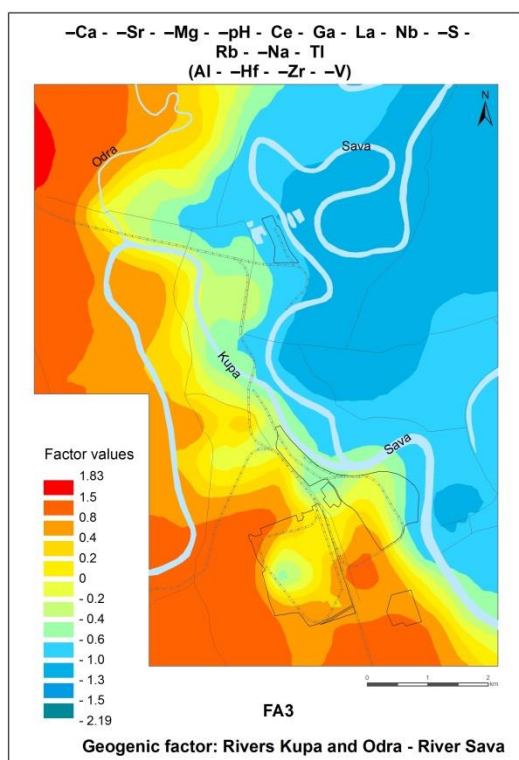 –Ca - –Sr - –Mg - –pH - Ce - Ga - La - Nb - –S -
Rb - –Na - Tl
(Al - –Hf - –Zr - –V)
N
Odra
Sava
Kupa
Sava
Factor values
1.83
1.5
0.8
0.4
0.2
0
- 0.2
- 0.4
- 0.6
- 1.0
- 1.3
- 1.5
- 2.19
0 1 2
km
FA3
Geogenic factor: Rivers Kupa and Odra - River Sava